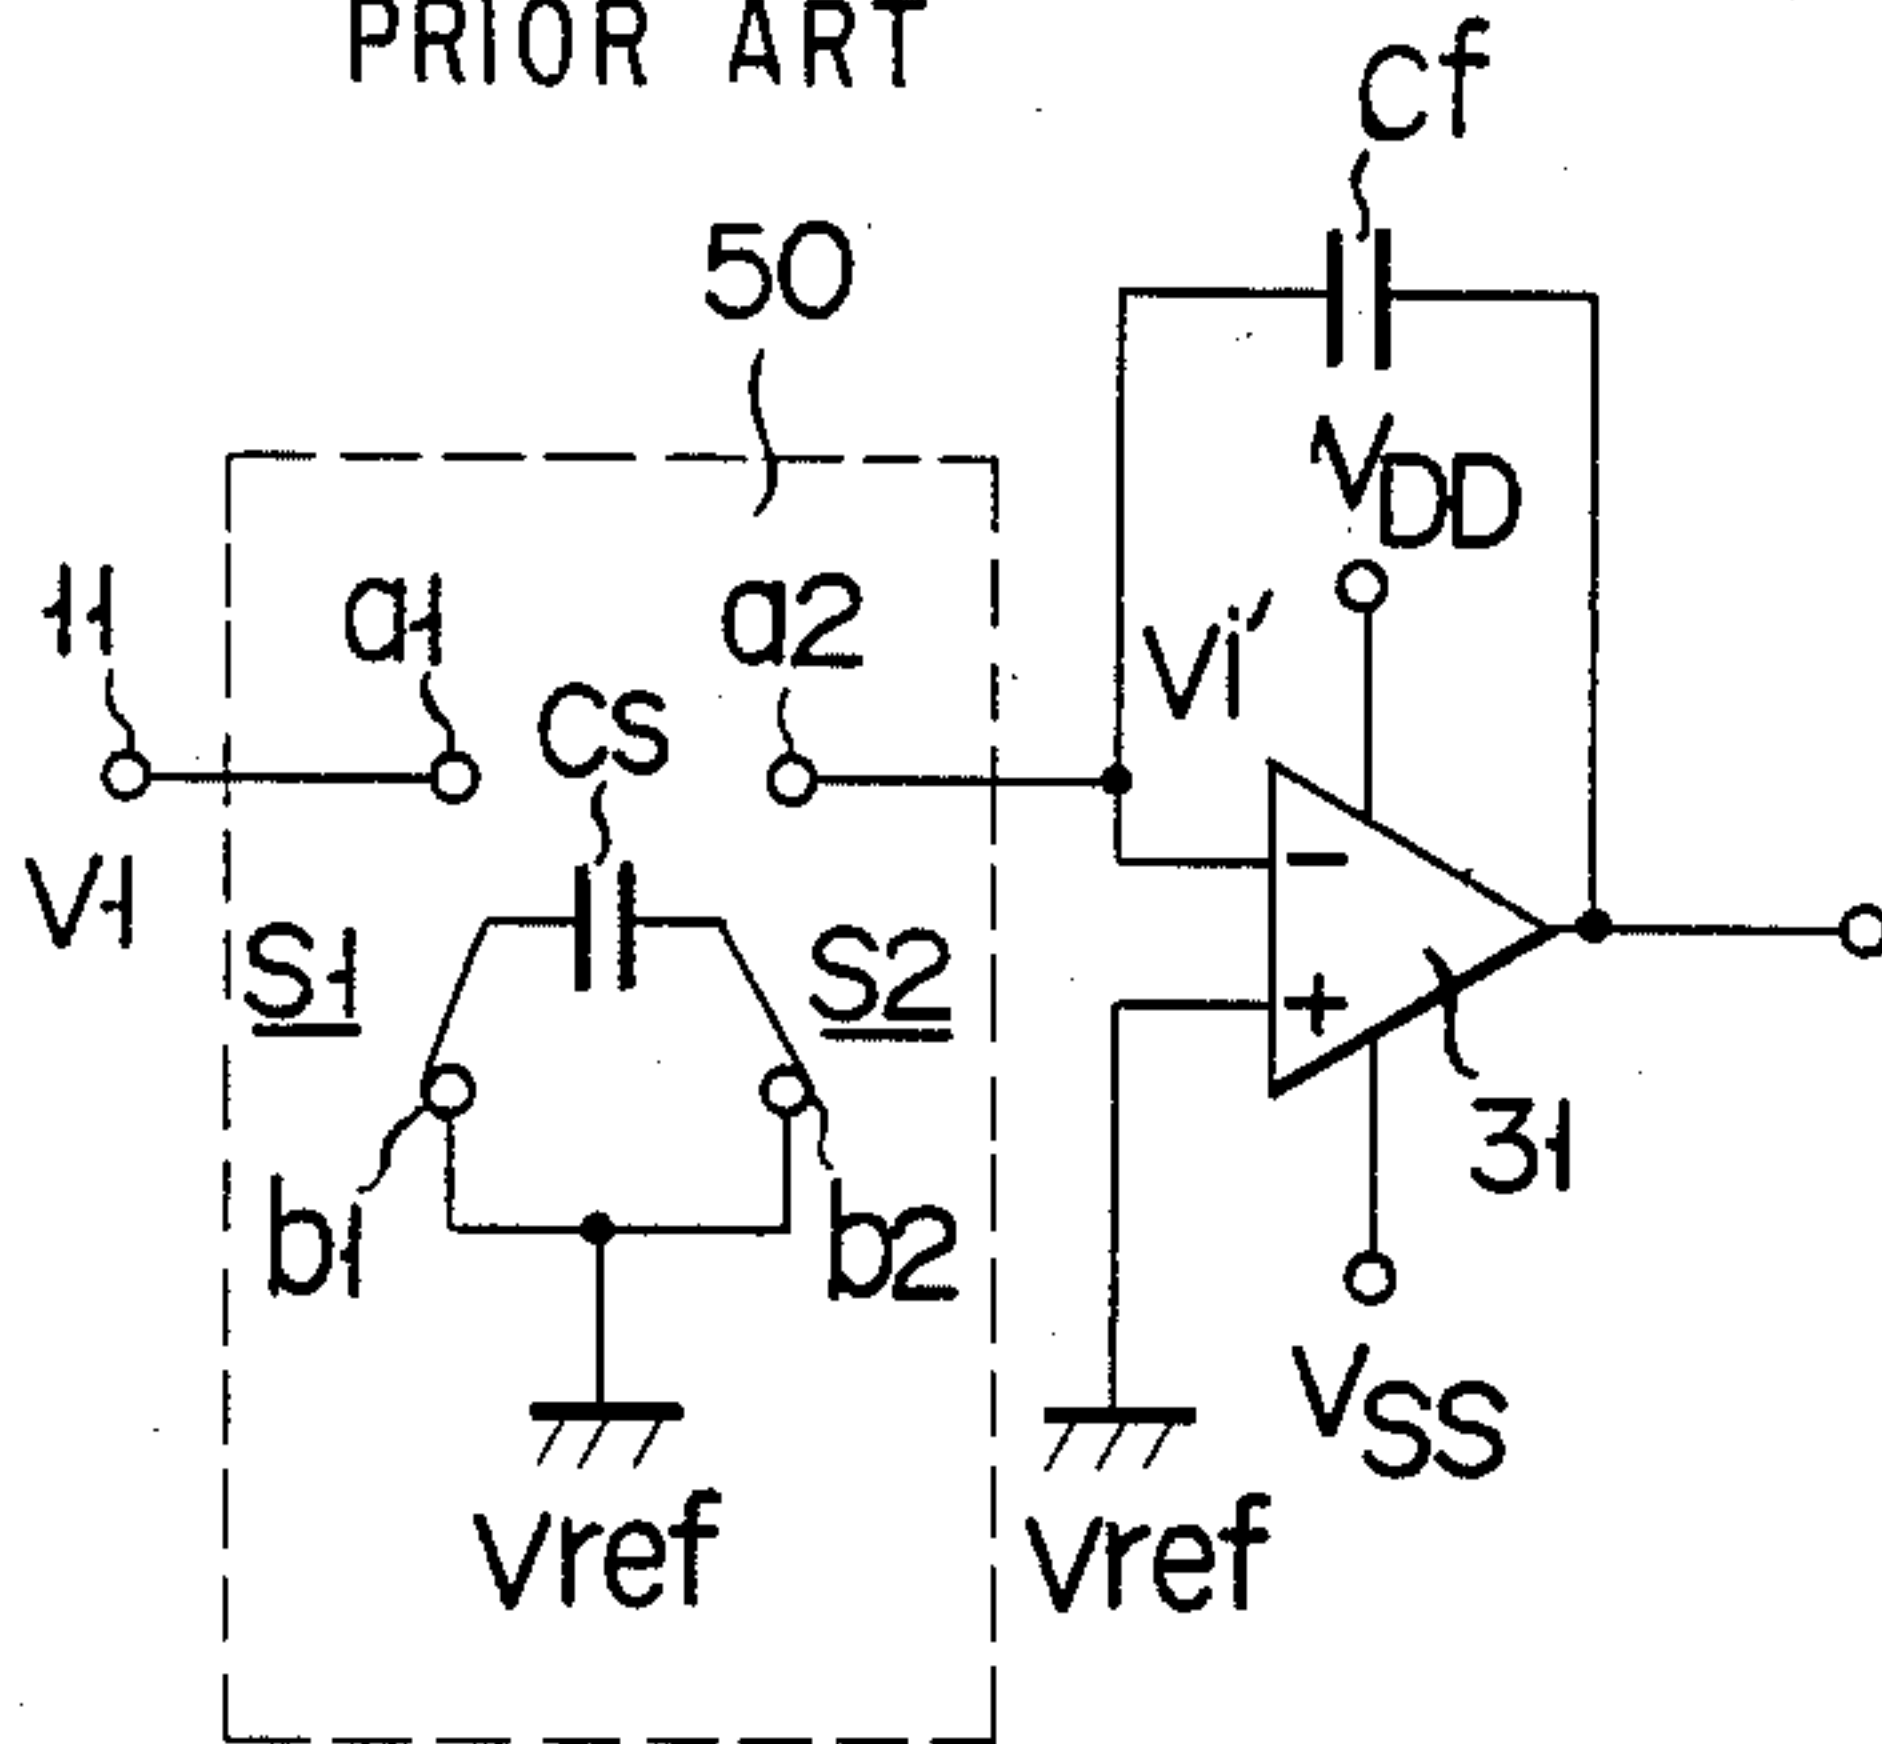 PRIOR ART
Cf
50
VDD
11
a1
a2
Vi'
Cs
V1
S1
S2
-
+
31
b1
b2
VSS
Vref
Vref